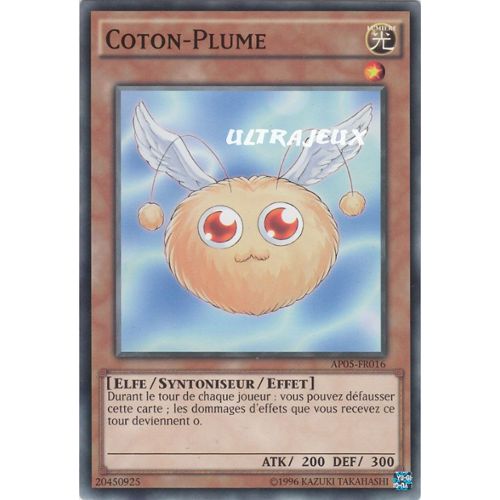 COTON-PLUME
LUMIÈRE
光
ULTRAJEUX
AP05-FR016
[ELFE / SYNTONISEUR / EFFET]
Durant le tour de chaque joueur : vous pouvez défausser
cette carte ; les dommages d'effets que vous recevez ce
tour deviennent 0.
ATK/ 200 DEF/ 300
20450925
©1996 KAZUKI TAKAHASHI